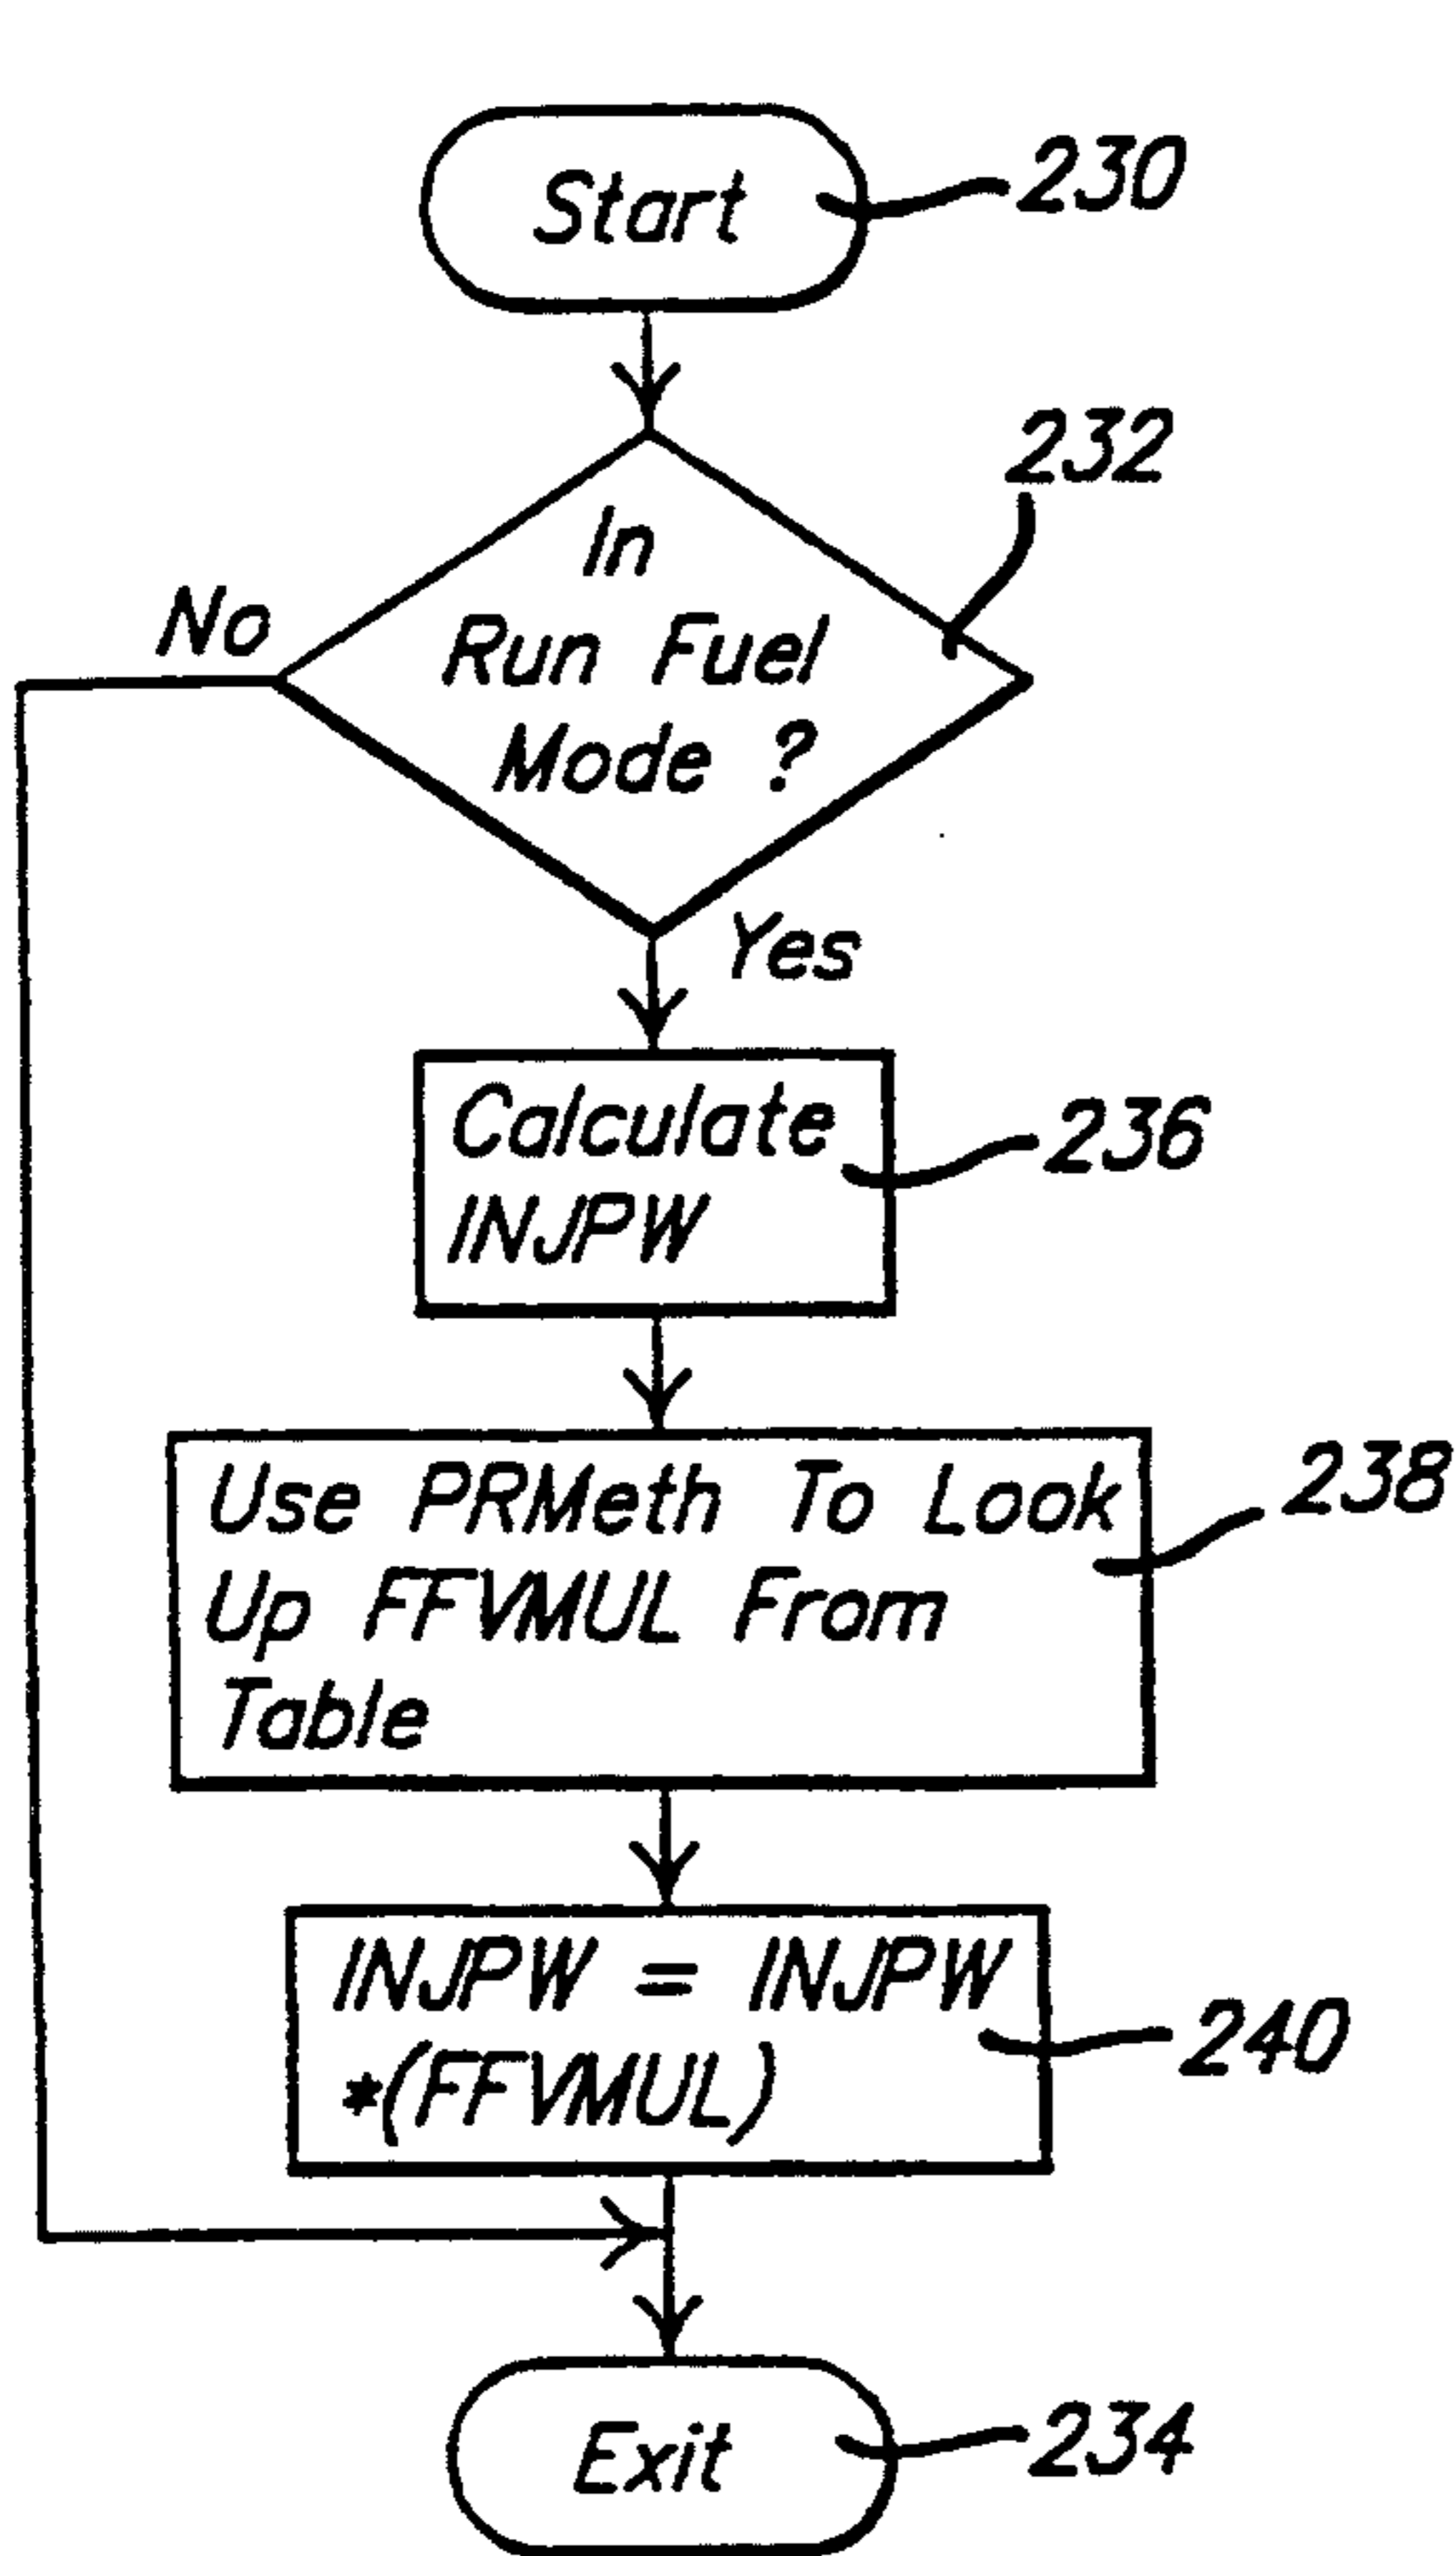 Start
230
232
In
Run Fuel
Mode ?
No
Yes
Calculate
INJPW
236
Use PRMeth To Look
Up FFVMUL From
Table
238
INJPW = INJPW
*(FFVMUL)
240
Exit
234